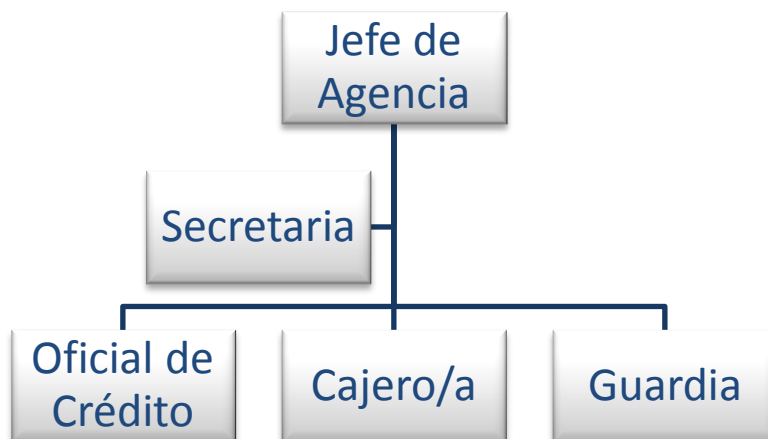 Jefe de
Agencia
Secretaria
Oficial de
Crédito
Cajero/a
Guardia